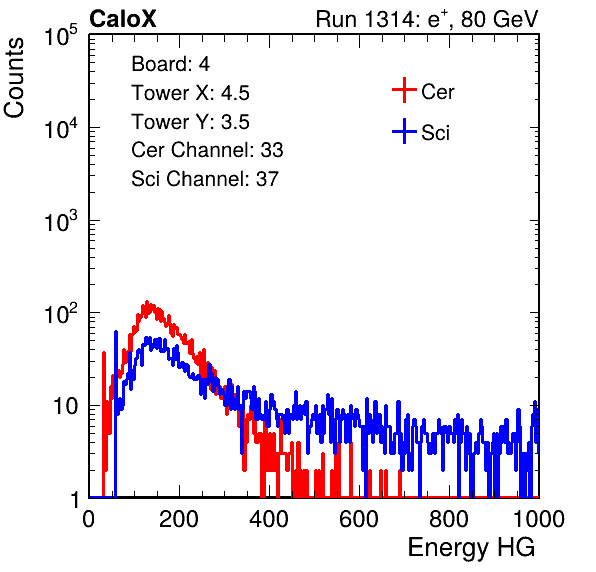 CaloX Run 1314: e⁺, 80 GeV
Counts
10⁵
10⁴
10³
10²
10
1
Board: 4
Tower X: 4.5
Tower Y: 3.5
Cer Channel: 33
Sci Channel: 37
Cer
Sci
0 200 400 600 800 1000
Energy HG